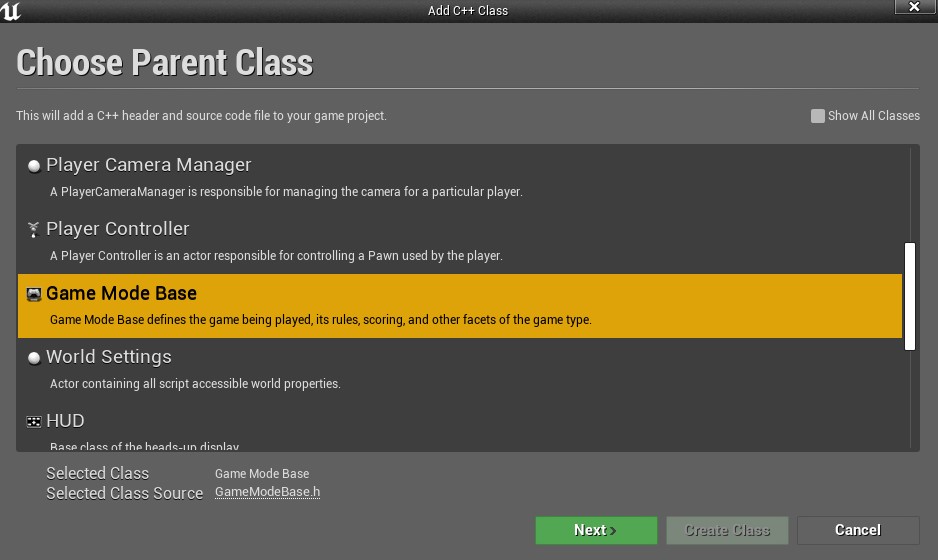 Add C++ Class
Choose Parent Class
This will add a C++ header and source code file to your game project.
Show All Classes
Player Camera Manager
A PlayerCameraManager is responsible for managing the camera for a particular player.
Player Controller
A Player Controller is an actor responsible for controlling a Pawn used by the player.
Game Mode Base
Game Mode Base defines the game being played, its rules, scoring, and other facets of the game type.
World Settings
Actor containing all script accessible world properties.
HUD
Base class of the heads-up display
Selected Class Game Mode Base
Selected Class Source GameModeBase.h
Next >
Create Class
Cancel